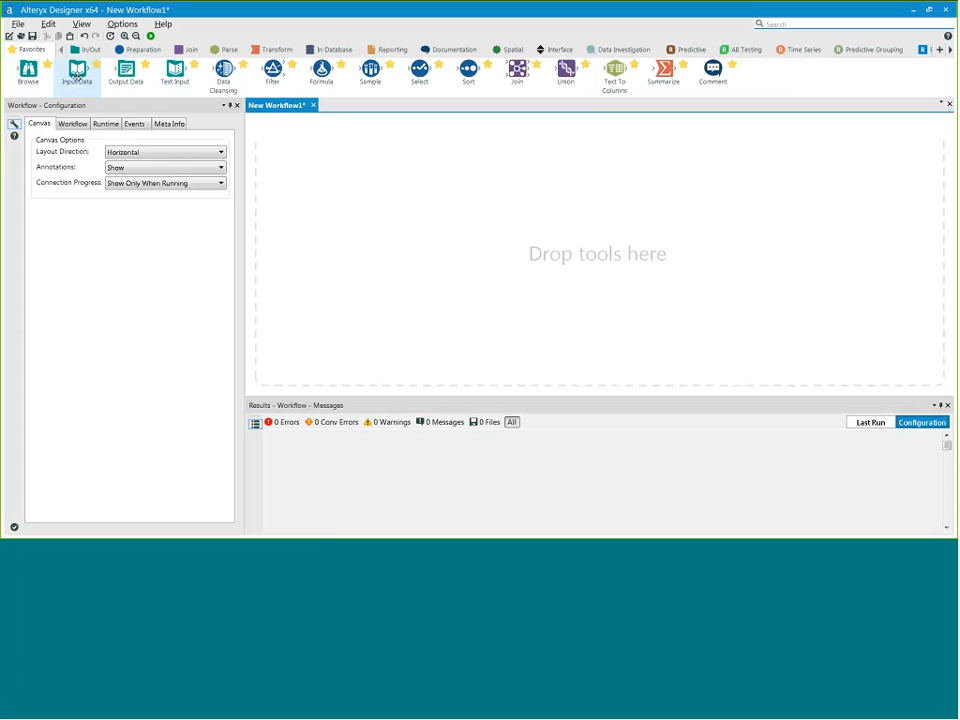 a Alteryx Designer x64 - New Workflow1*
File Edit View Options Help
Search
Favorites In/Out Preparation Join Parse Transform In-Database Reporting Documentation Spatial Interface Data Investigation Predictive AB Testing Time Series Predictive Grouping
Browse Input Data Output Data Text Input Data Cleansing Filter Formula Sample Select Sort Join Union Text To Columns Summarize Comment
Workflow - Configuration
New Workflow1*
Canvas Workflow Runtime Events Meta Info
Canvas Options
Layout Direction: Horizontal
Annotations: Show
Connection Progress: Show Only When Running
Drop tools here
Results - Workflow - Messages
0 Errors 0 Conv Errors 0 Warnings 0 Messages 0 Files All Last Run Configuration